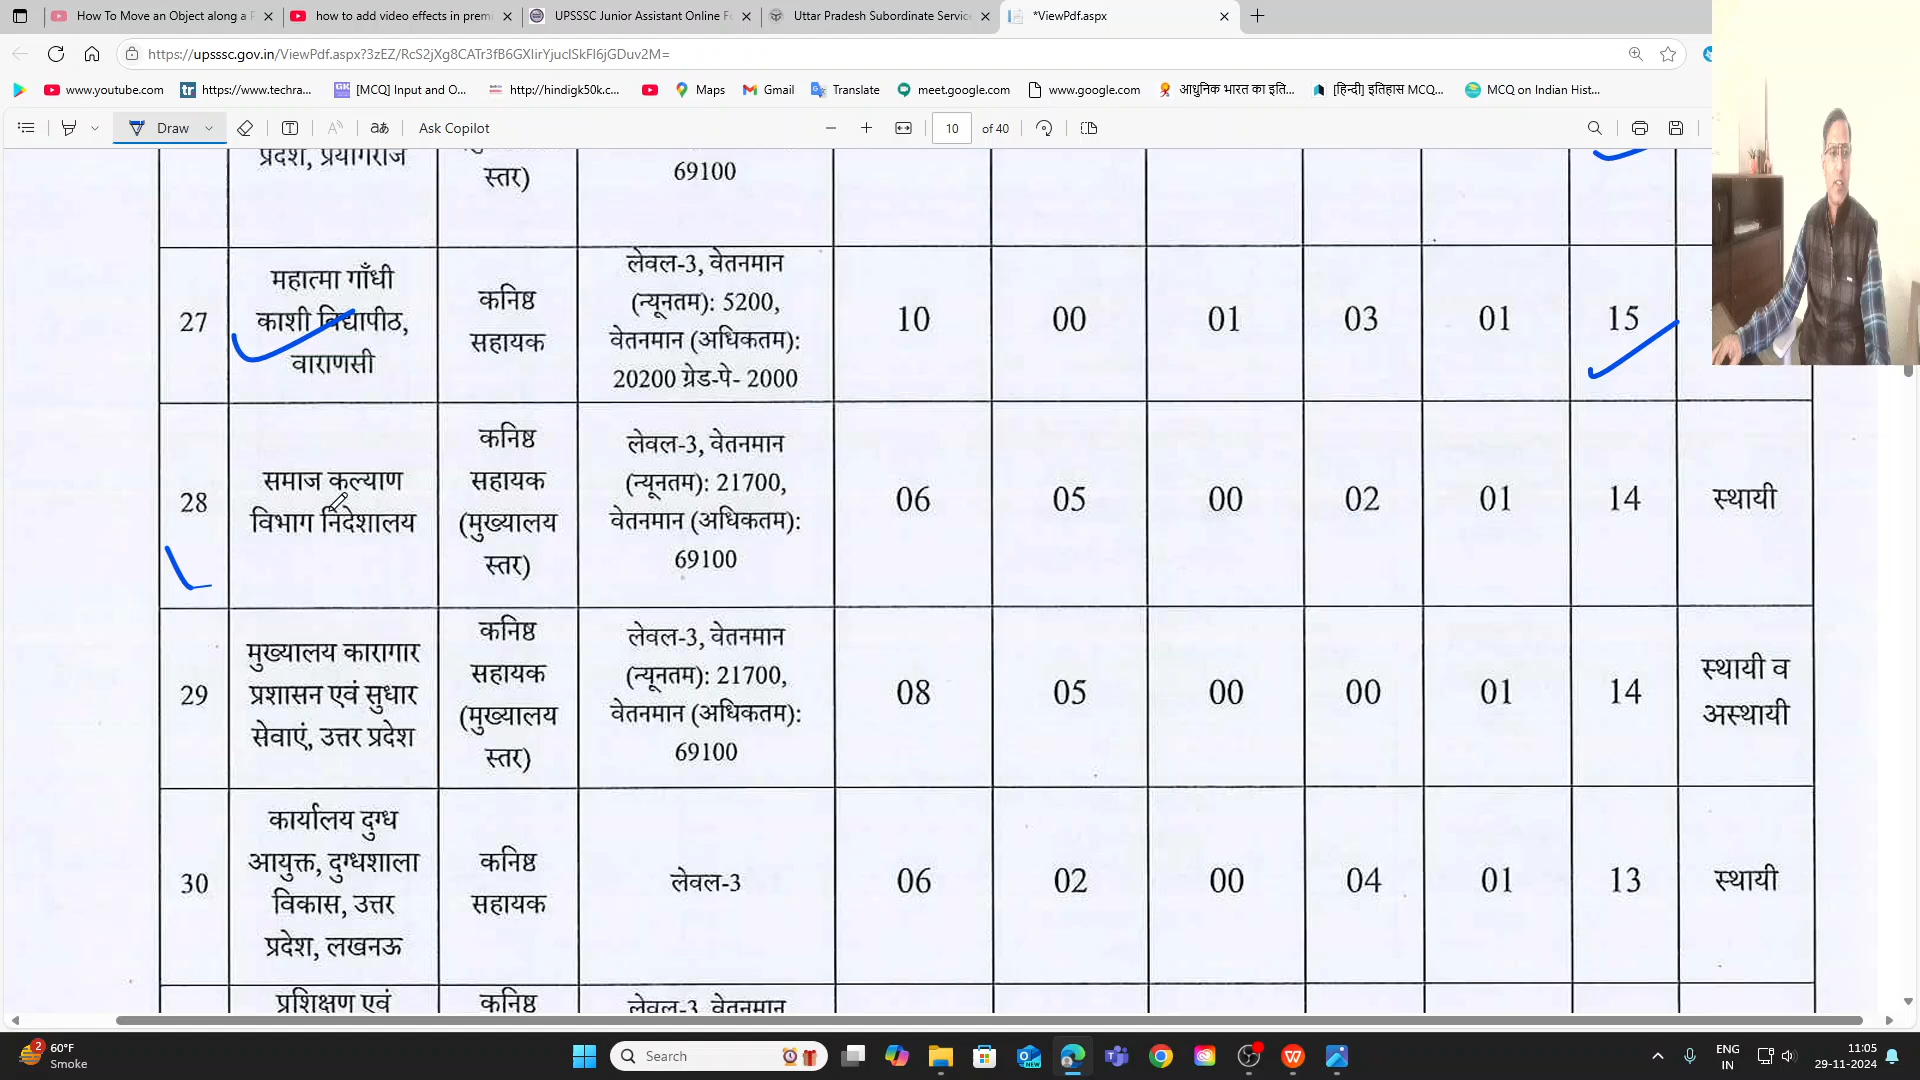 How To Move an Object along a P
how to add video effects in premi
UPSSSC Junior Assistant Online Fo
Uttar Pradesh Subordinate Service
*ViewPdf.aspx
https://upsssc.gov.in/ViewPdf.aspx?3zEZ/RcS2jXg8CATr3fB6GXlirYjuclSkFl6jGDuv2M=
www.youtube.com
https://www.techra...
[MCQ] Input and O...
http://hindigk50k.c...
Maps
Gmail
Translate
meet.google.com
www.google.com
आधुनिक भारत का इति...
[हिन्दी] इतिहास MCQ...
MCQ on Indian Hist...
Draw
Ask Copilot
10 of 40
प्रदेश, प्रयागराज
स्तर)
69100
27
महात्मा गाँधी
काशी विद्यापीठ,
वाराणसी
कनिष्ठ
सहायक
लेवल-3, वेतनमान
(न्यूनतम): 5200,
वेतनमान (अधिकतम):
20200 ग्रेड-पे- 2000
10 00 01 03 01 15
28
समाज कल्याण
विभाग निदेशालय
कनिष्ठ
सहायक
(मुख्यालय
स्तर)
लेवल-3, वेतनमान
(न्यूनतम): 21700,
वेतनमान (अधिकतम):
69100
06 05 00 02 01 14 स्थायी
29
मुख्यालय कारागार
प्रशासन एवं सुधार
सेवाएं, उत्तर प्रदेश
कनिष्ठ
सहायक
(मुख्यालय
स्तर)
लेवल-3, वेतनमान
(न्यूनतम): 21700,
वेतनमान (अधिकतम):
69100
08 05 00 00 01 14
स्थायी व
अस्थायी
30
कार्यालय दुग्ध
आयुक्त, दुग्धशाला
विकास, उत्तर
प्रदेश, लखनऊ
कनिष्ठ
सहायक
लेवल-3
06 02 00 04 01 13 स्थायी
प्रशिक्षण एवं
कनिष्ठ
लेवल-3, वेतनमान
2
60°F
Smoke
Search
ENG
IN
11:05
29-11-2024